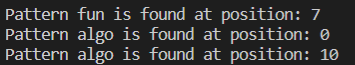 Pattern fun is found at position: 7
Pattern algo is found at position: 0
Pattern algo is found at position: 10